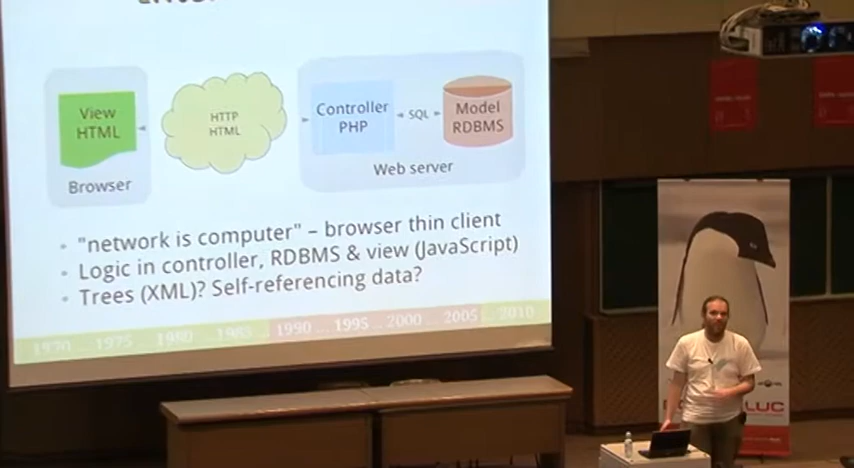 View
HTML
Browser
HTTP
HTML
Controller
PHP
SQL
Model
RDBMS
Web server
"network is computer" – browser thin client
Logic in controller, RDBMS & view (JavaScript)
Trees (XML)? Self-referencing data?
1970 ... 1975 ... 1980 ... 1985 ... 1990 ... 1995 ... 2000 ... 2005 ... 2010
LUC